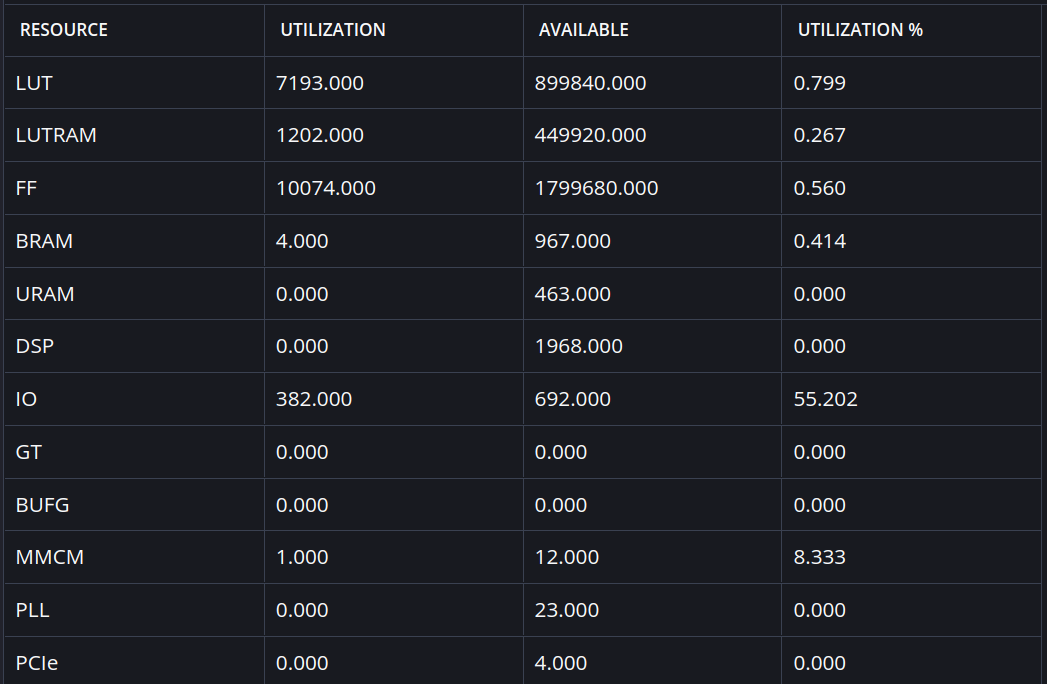 RESOURCE UTILIZATION AVAILABLE UTILIZATION %
LUT 7193.000 899840.000 0.799
LUTRAM 1202.000 449920.000 0.267
FF 10074.000 1799680.000 0.560
BRAM 4.000 967.000 0.414
URAM 0.000 463.000 0.000
DSP 0.000 1968.000 0.000
IO 382.000 692.000 55.202
GT 0.000 0.000 0.000
BUFG 0.000 0.000 0.000
MMCM 1.000 12.000 8.333
PLL 0.000 23.000 0.000
PCIe 0.000 4.000 0.000